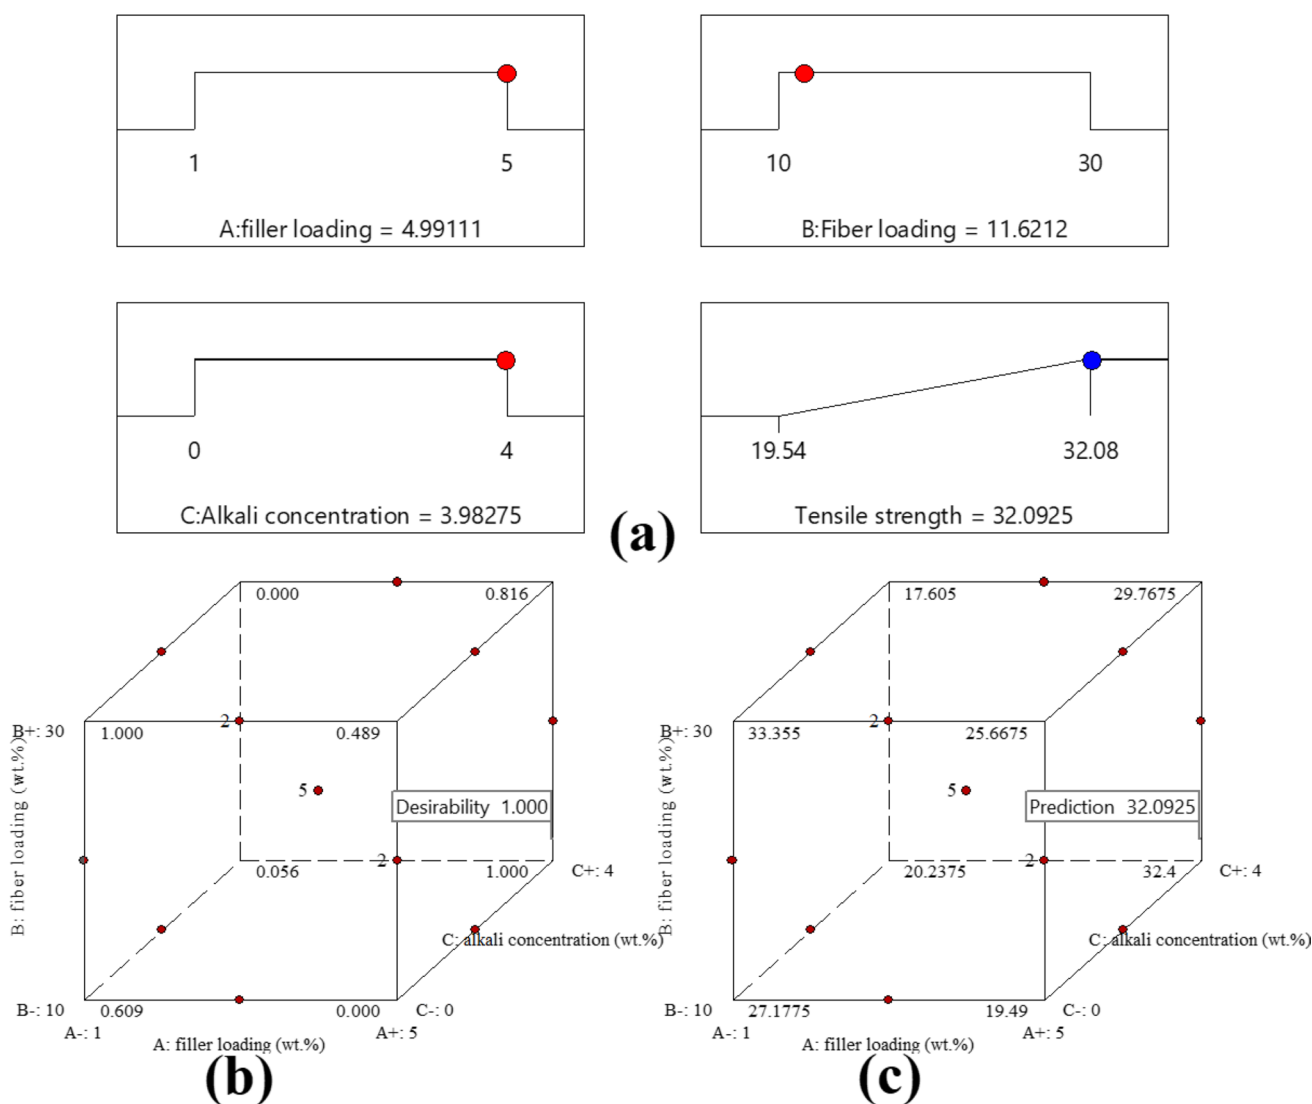 1 5
A:filler loading = 4.99111
10 30
B:Fiber loading = 11.6212
0 4
C:Alkali concentration = 3.98275
19.54 32.08
Tensile strength = 32.0925
(a)
0.000 0.816
B+: 30 1.000 2 0.489
5
Desirability 1.000
2
0.056 1.000 C+: 4
B: fiber loading (wt.%)
C: alkali concentration (wt.%)
B-: 10 0.609 0.000 C-: 0
A-: 1 A+: 5
A: filler loading (wt.%)
(b)
17.605 29.7675
B+: 30 33.355 2 25.6675
5
Prediction 32.0925
2
20.2375 32.4 C+: 4
B: fiber loading (wt.%)
C: alkali concentration (wt.%)
B-: 10 27.1775 19.49 C-: 0
A-: 1 A+: 5
A: filler loading (wt.%)
(c)